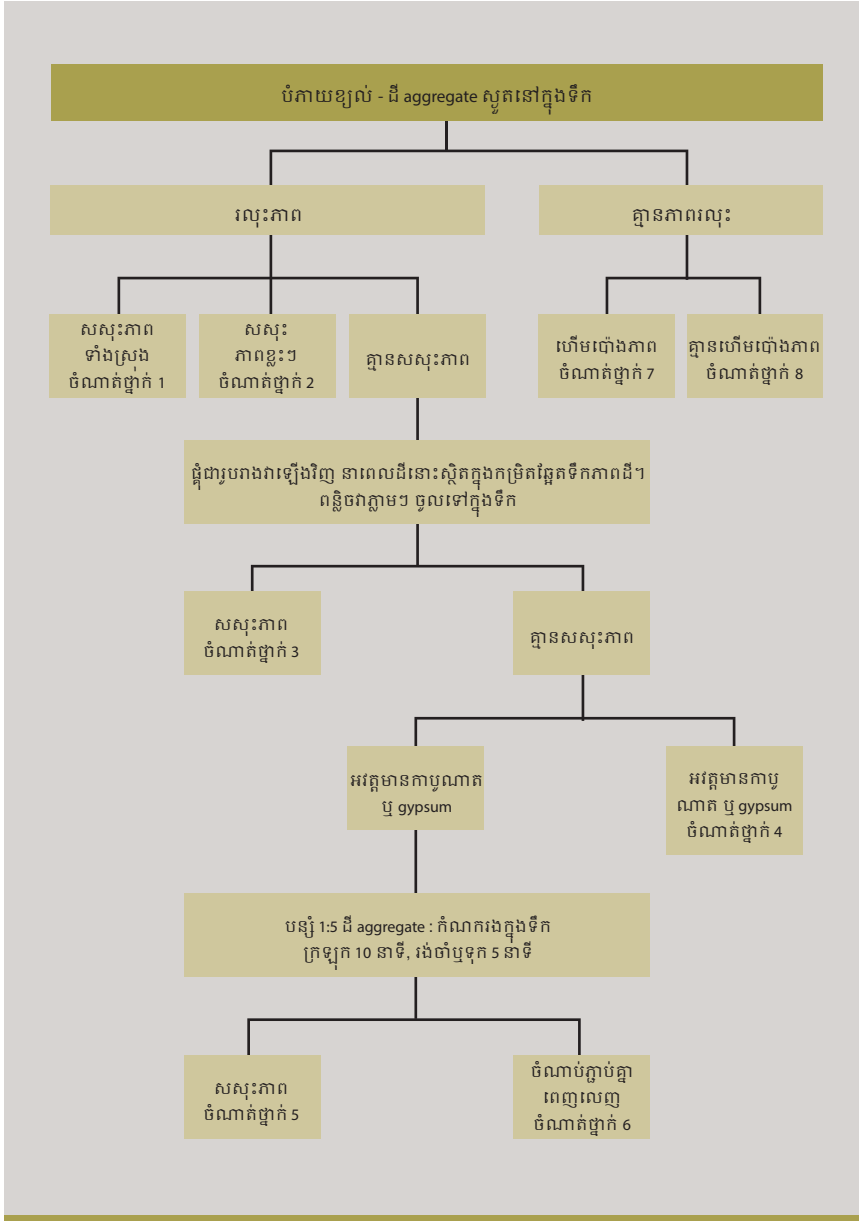 បំភាយខ្យល់ - ដី aggregate ស្ងួតនៅក្នុងទឹក
រលុះភាព
គ្មានភាពរលុះ
សសុះភាព
ទាំងស្រុង
ចំណាត់ថ្នាក់ 1
សសុះ
ភាពខ្លះៗ
ចំណាត់ថ្នាក់ 2
គ្មានសសុះភាព
ហើមប៉ោងភាព
ចំណាត់ថ្នាក់ 7
គ្មានហើមប៉ោងភាព
ចំណាត់ថ្នាក់ 8
ផ្គុំជារូបរាងវាឡើងវិញ នាពេលដីនោះស្ថិតក្នុងកម្រិតឆ្អែតទឹកភាពដី។
ពន្លិចវាភ្លាមៗ ចូលទៅក្នុងទឹក
សសុះភាព
ចំណាត់ថ្នាក់ 3
គ្មានសសុះភាព
អវត្តមានកាបូណាត
ឬ gypsum
អវត្តមានកាបូ
ណាត ឬ gypsum
ចំណាត់ថ្នាក់ 4
បន្សំ 1:5 ដី aggregate : កំណករងក្នុងទឹក
ក្រឡុក 10 នាទី, រង់ចាំឬទុក 5 នាទី
សសុះភាព
ចំណាត់ថ្នាក់ 5
ចំណាប់ភ្ជាប់គ្នា
ពេញលេញ
ចំណាត់ថ្នាក់ 6